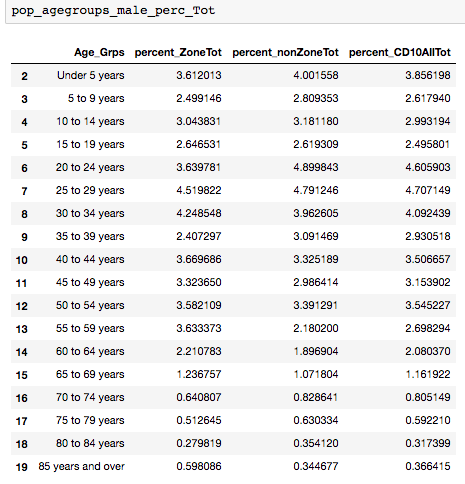 pop_agegroups_male_perc_Tot
Age_Grps percent_ZoneTot percent_nonZoneTot percent_CD10AllTot
2 Under 5 years 3.612013 4.001558 3.856198
3 5 to 9 years 2.499146 2.809353 2.617940
4 10 to 14 years 3.043831 3.181180 2.993194
5 15 to 19 years 2.646531 2.619309 2.495801
6 20 to 24 years 3.639781 4.899843 4.605903
7 25 to 29 years 4.519822 4.791246 4.707149
8 30 to 34 years 4.248548 3.962605 4.092439
9 35 to 39 years 2.407297 3.091469 2.930518
10 40 to 44 years 3.669686 3.325189 3.506657
11 45 to 49 years 3.323650 2.986414 3.153902
12 50 to 54 years 3.582109 3.391291 3.545227
13 55 to 59 years 3.633373 2.180200 2.698294
14 60 to 64 years 2.210783 1.896904 2.080370
15 65 to 69 years 1.236757 1.071804 1.161922
16 70 to 74 years 0.640807 0.828641 0.805149
17 75 to 79 years 0.512645 0.630334 0.592210
18 80 to 84 years 0.279819 0.354120 0.317399
19 85 years and over 0.598086 0.344677 0.366415